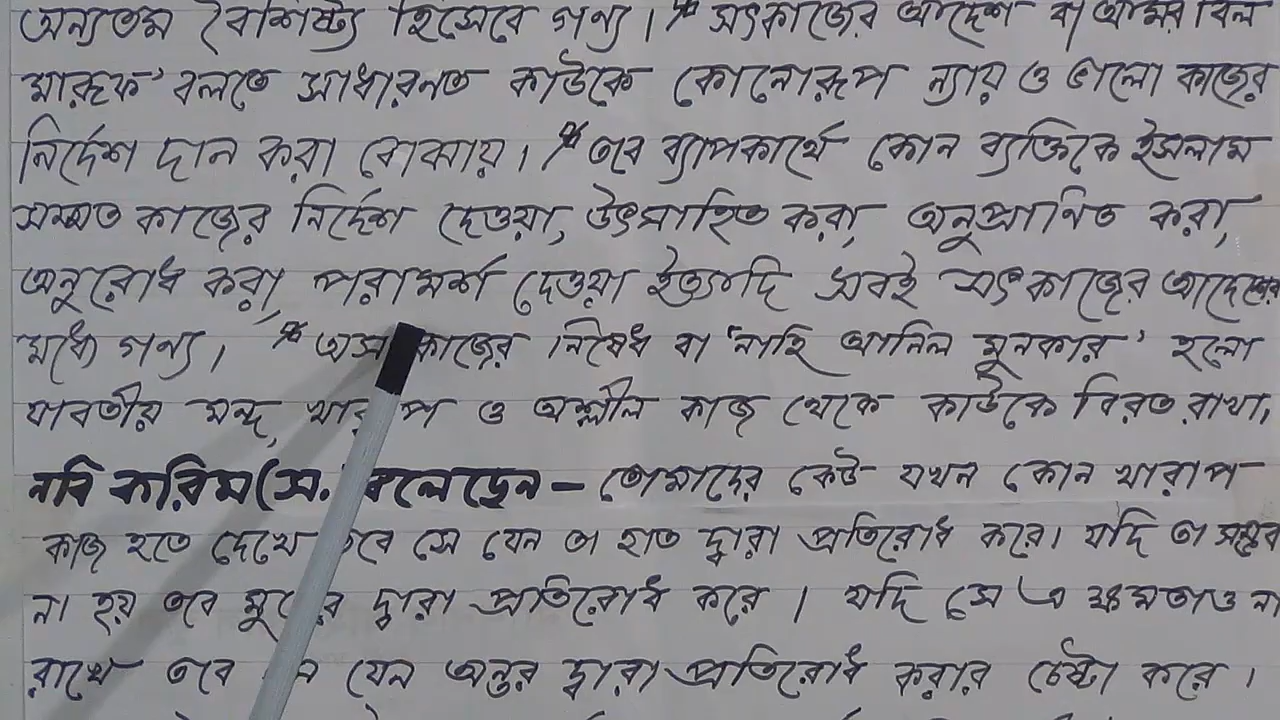 অন্যতম বৈশিষ্ট্য হিসেবে গণ্য। * সৎকাজের আদেশ বা আমর বিল
মারূফ' বলতে সাধারনত কাউকে কোনোরূপ ন্যায় ও ভালো কাজের
নির্দেশ দান করা বোঝায়। * তবে ব্যাপকার্থে কোন ব্যক্তিকে ইসলাম
সম্মত কাজের নির্দেশ দেওয়া, উৎসাহিত করা, অনুপ্রানিত করা,
অনুরোধ করা, পরামর্শ দেওয়া ইত্যাদি সবই সৎ কাজের আদেশের
মধ্যে গণ্য। * কাজের নিষেধ বা 'নাহি আনিল মুনকার' হলো
যাবতীয় মন্দ, ও অশ্লীল কাজ থেকে কাউকে বিরত রাখা।
নবি করিম (স. বলেছেন – তোমাদের কেউ যখন কোন খারাপ
কাজ হতে দেখে তবে সে যেন তা হাত দ্বারা প্রতিরোধ করে। যদি তা সম্ভব
না হয় তবে দ্বারা প্রতিরোধ করে। যদি সে এ ক্ষমতাও না
রাখে তবে যেন অন্তর দ্বারা প্রতিরোধ করার চেষ্টা করে।